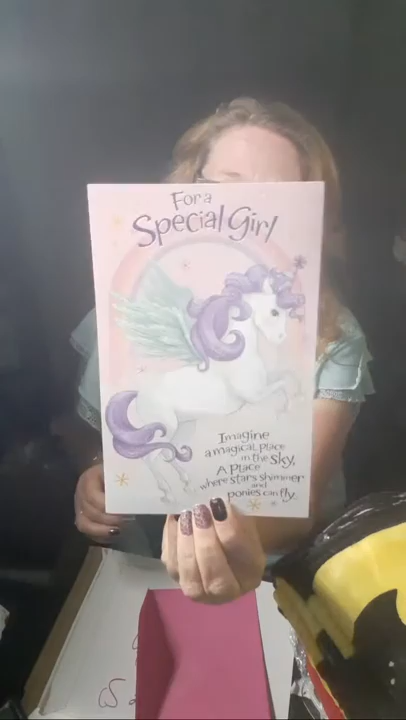 For a
Special Girl
Imagine
a magical place
in the sky,
A place
where stars shimmer
and
ponies can fly.